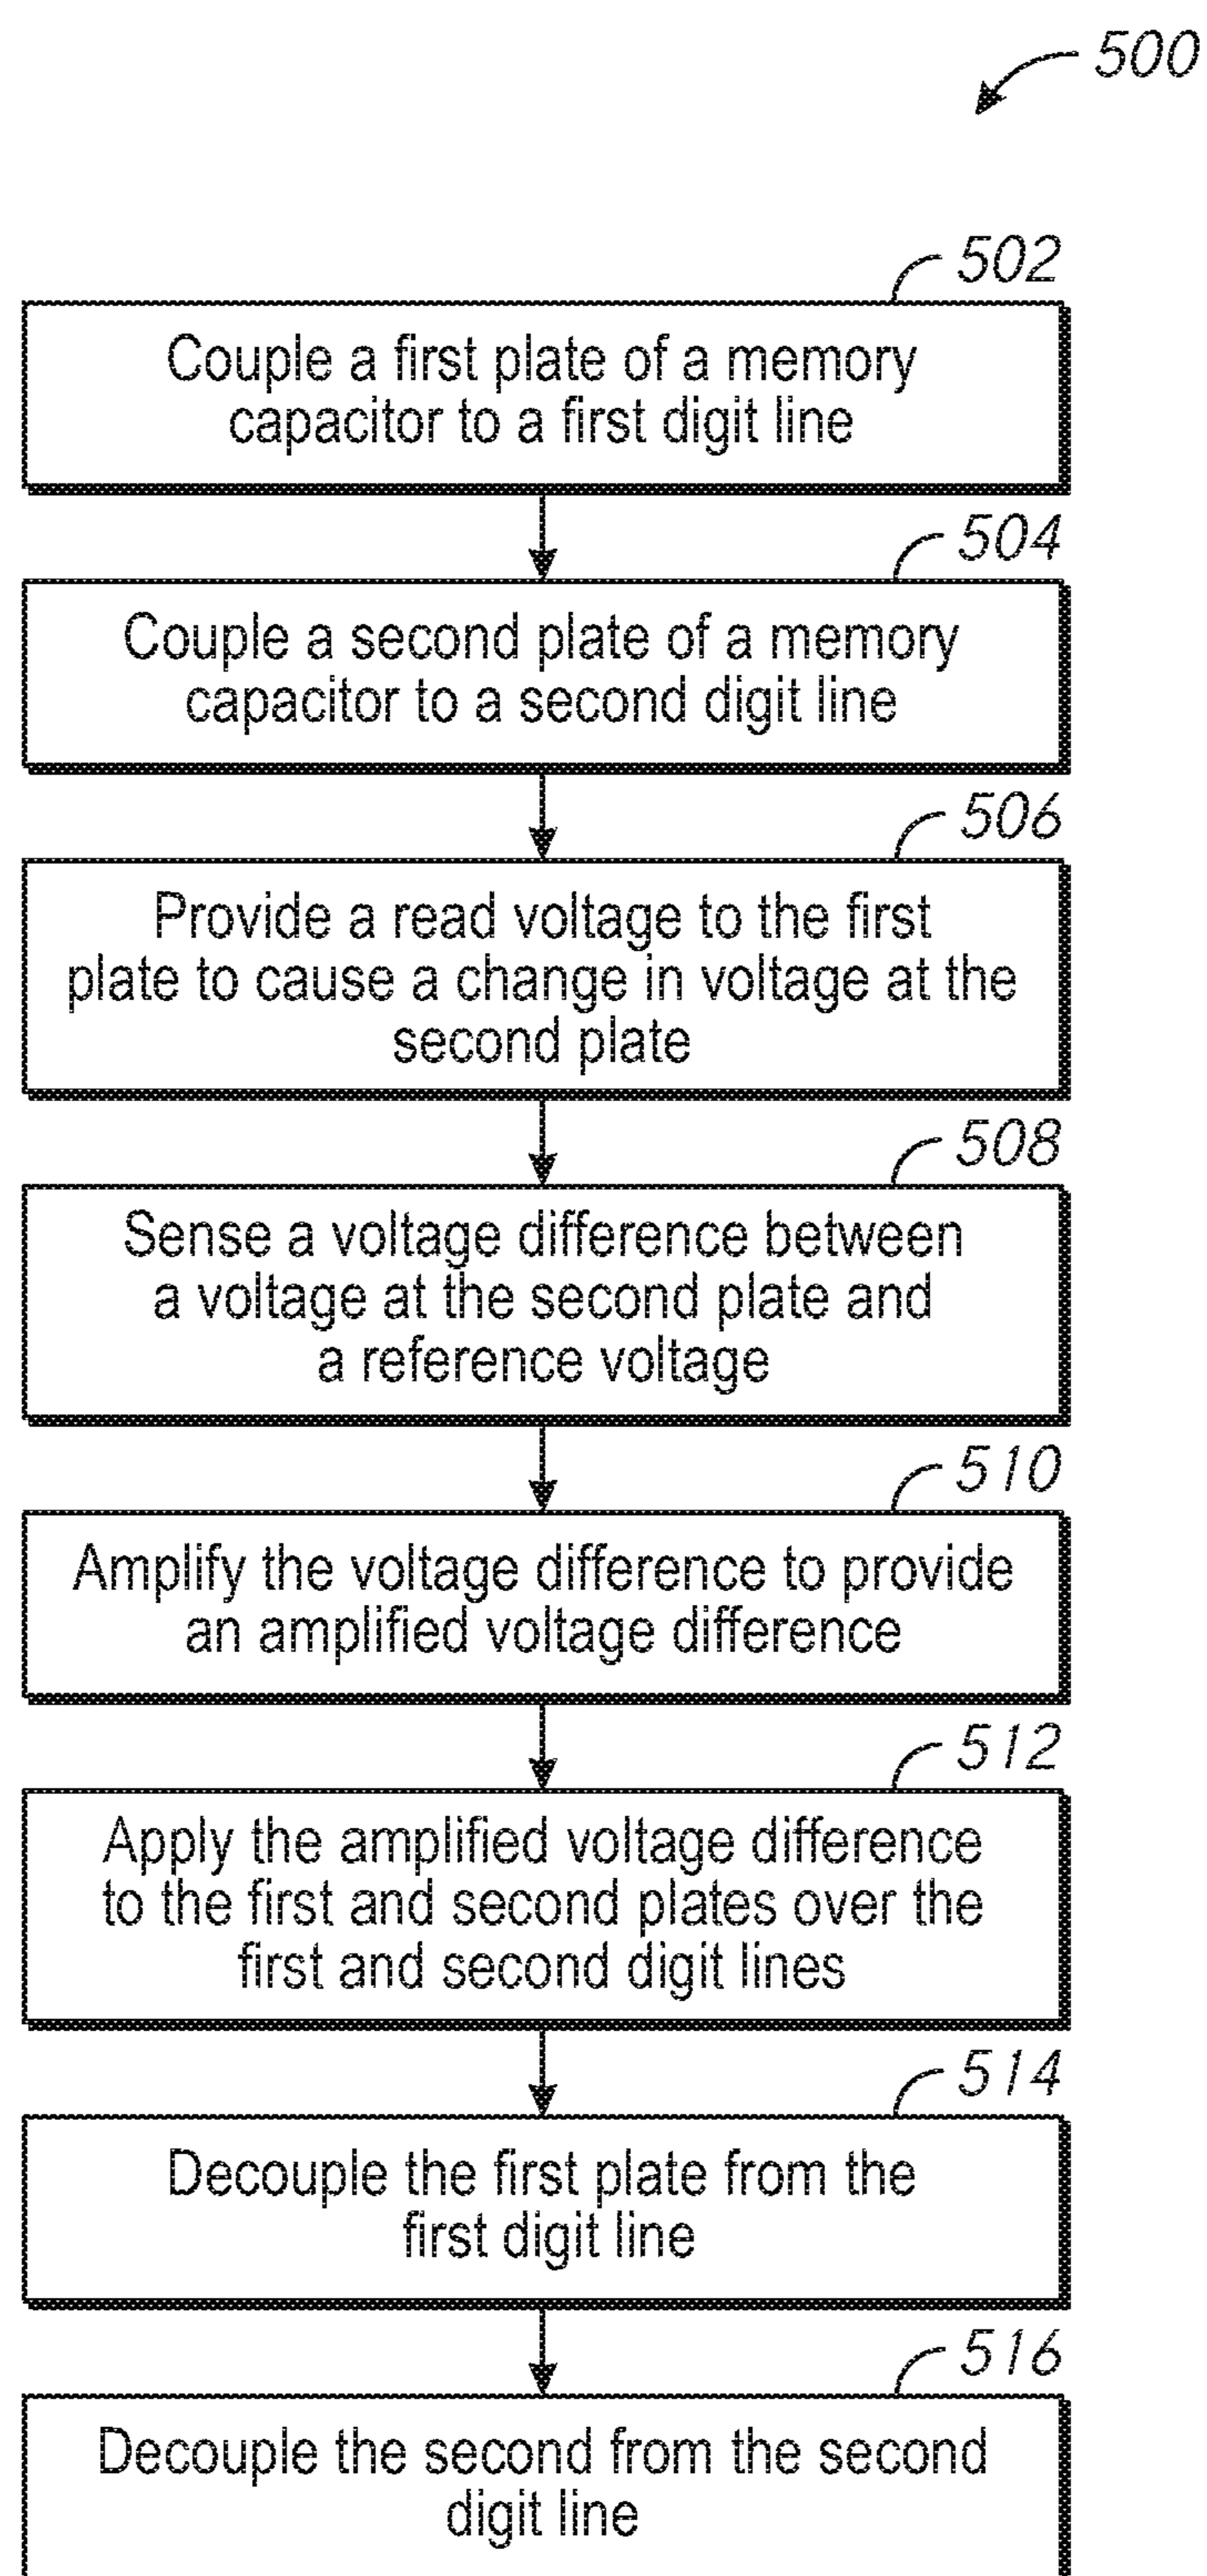 500
502
Couple a first plate of a memory
capacitor to a first digit line
504
Couple a second plate of a memory
capacitor to a second digit line
506
Provide a read voltage to the first
plate to cause a change in voltage at the
second plate
508
Sense a voltage difference between
a voltage at the second plate and
a reference voltage
510
Amplify the voltage difference to provide
an amplified voltage difference
512
Apply the amplified voltage difference
to the first and second plates over the
first and second digit lines
514
Decouple the first plate from the
first digit line
516
Decouple the second from the second
digit line